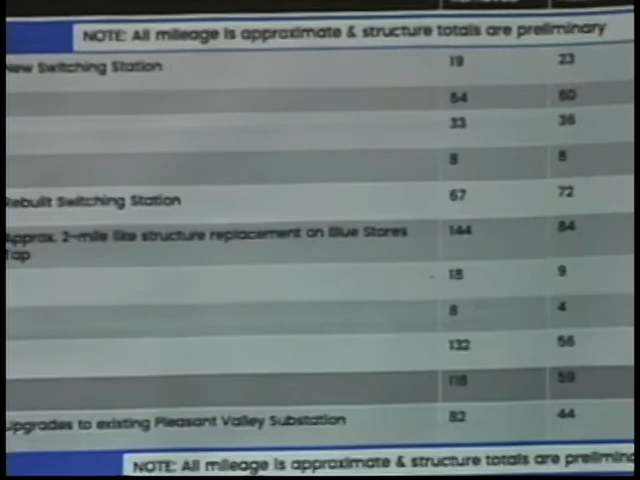 NOTE: All mileage is approximate & structure totals are preliminary
New Switching Station 19 23
64 60
33 36
8 8
Rebuilt Switching Station 67 72
Approx. 2-mile like structure replacement on Blue Stores 144 84
Tap
18 9
8 4
132 56
118 59
Upgrades to existing Pleasant Valley Substation 82 44
NOTE: All mileage is approximate & structure totals are prelimin